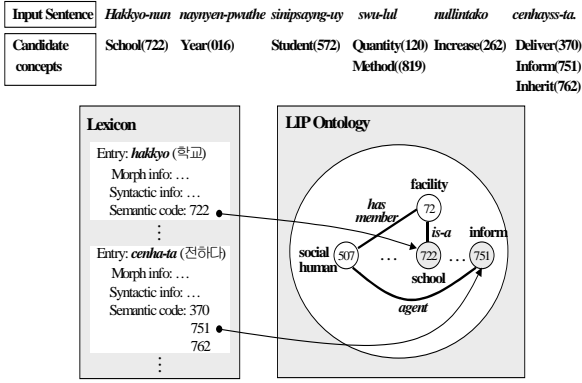 Input Sentence Hakkyo-nun naynyen-pwuthe sinipsayng-uy swu-lul nullintako cenhayss-ta.
Candidate concepts School(722) Year(016) Student(572) Quantity(120) Increase(262) Deliver(370)
Method((819) Inform(751)
Inherit(762)
Lexicon
Entry: hakkyo (학교)
Morph info: …
Syntactic info: …
Semantic code: 722
⋮
Entry: cenha-ta (전하다)
Morph info: …
Syntactic info: …
Semantic code: 370
751
762
⋮
LIP Ontology
facility
72
has member
is-a
inform
social human
507
…
722
…
751
school
agent